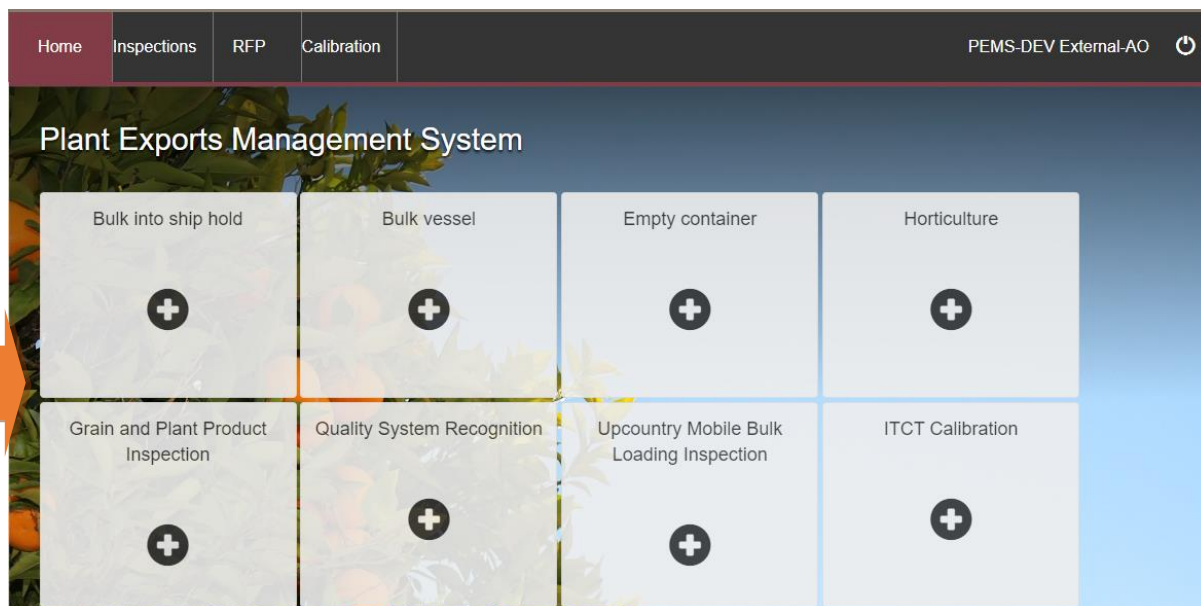 Home Inspections RFP Calibration PEMS-DEV External-AO
Plant Exports Management System
Bulk into ship hold
Bulk vessel
Empty container
Horticulture
Grain and Plant Product
Inspection
Quality System Recognition
Upcountry Mobile Bulk
Loading Inspection
ITCT Calibration